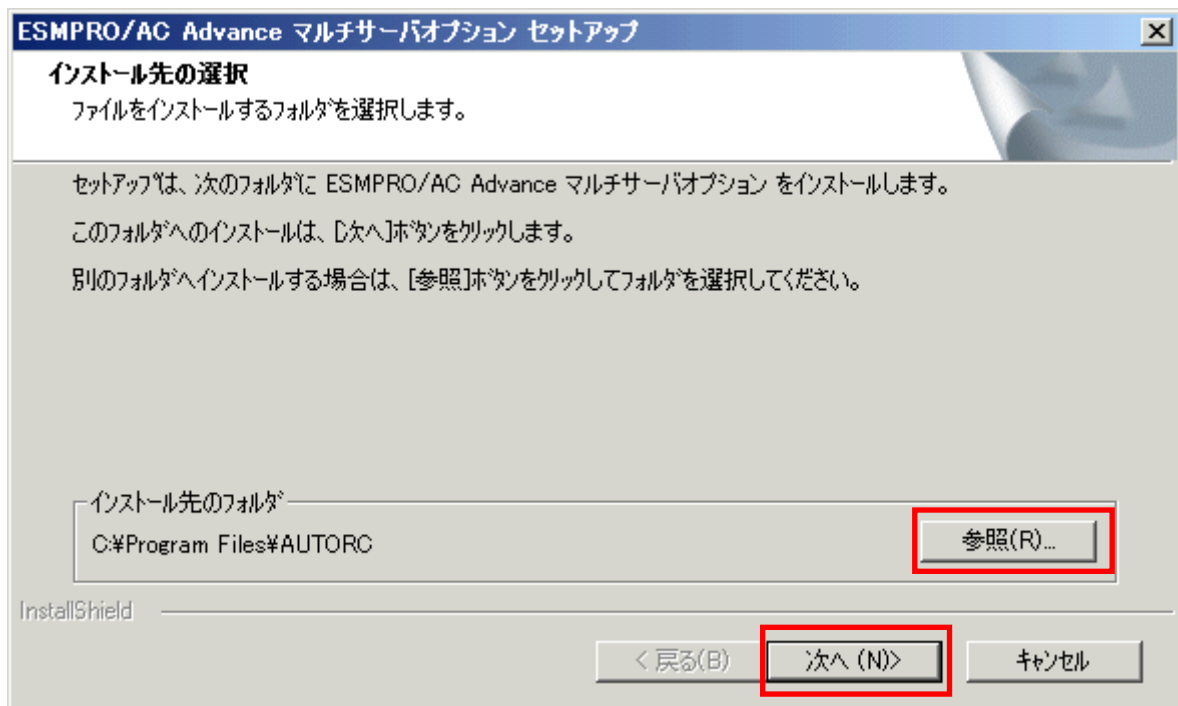 ESMPRO/AC Advance マルチサーバオプション セットアップ
インストール先の選択
ファイルをインストールするフォルダを選択します。
セットアップは、次のフォルダに ESMPRO/AC Advance マルチサーバオプション をインストールします。
このフォルダへのインストールは、[次へ]ボタンをクリックします。
別のフォルダへインストールする場合は、[参照]ボタンをクリックしてフォルダを選択してください。
インストール先のフォルダ
C:¥Program Files¥AUTORC
参照(R)...
InstallShield
< 戻る(B)
次へ (N)>
キャンセル